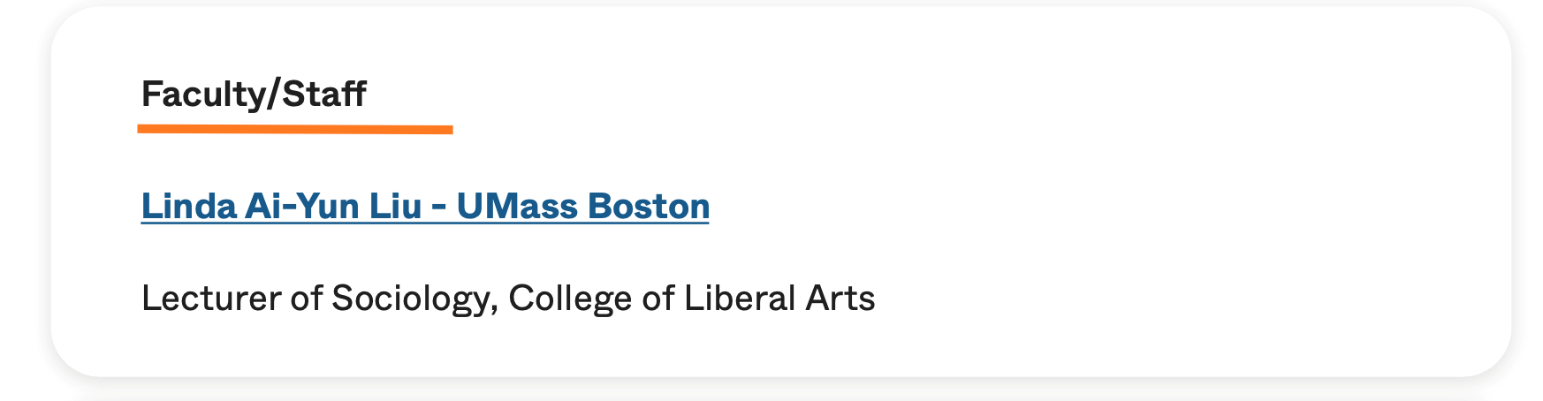 Faculty/Staff
Linda Ai-Yun Liu - UMass Boston
Lecturer of Sociology, College of Liberal Arts